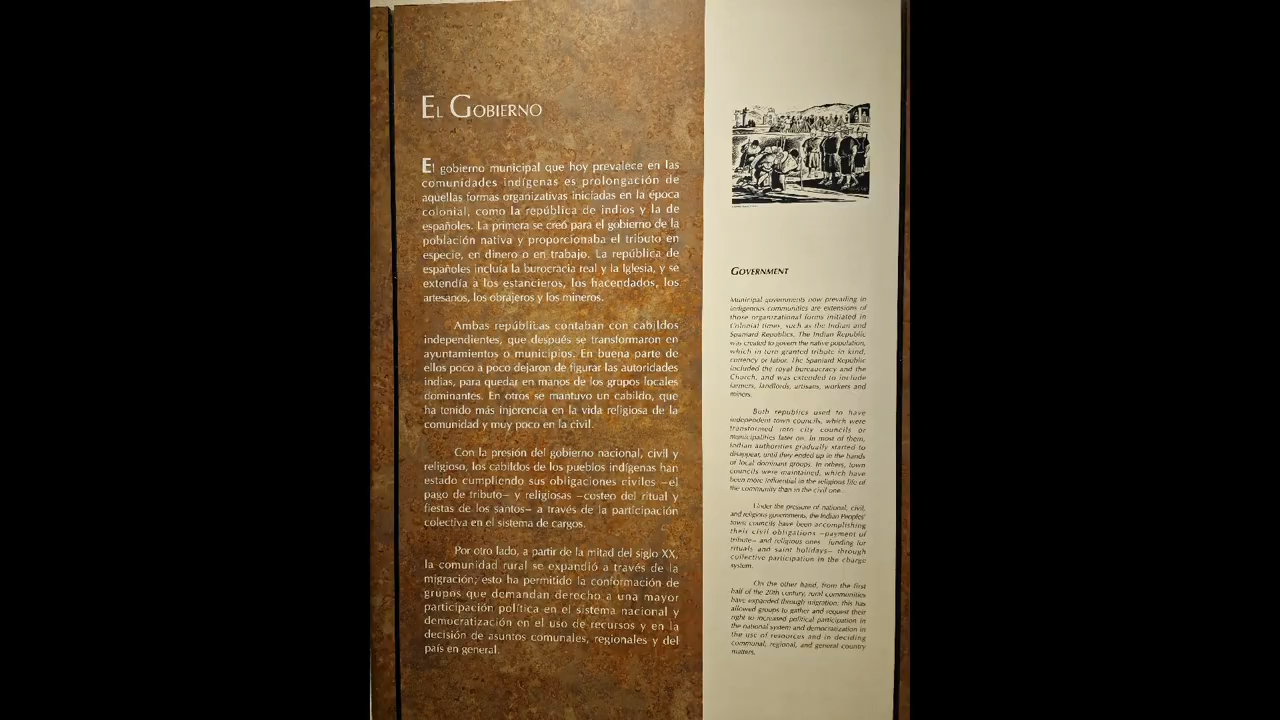 El Gobierno
El gobierno municipal que hoy prevalece en las
comunidades indígenas es prolongación de
aquellas formas organizativas iniciadas en la época
colonial, como la república de indios y la de
españoles. La primera se creó para el gobierno de la
población nativa y proporcionaba el tributo en
especie, en dinero o en trabajo. La república de
españoles incluía la burocracia real y la Iglesia, y se
extendía a los estancieros, los hacendados, los
artesanos, los obrajeros y los mineros.
Ambas repúblicas contaban con cabildos
independientes, que después se transformaron en
ayuntamientos o municipios. En buena parte de
ellos poco a poco dejaron de figurar las autoridades
indias, para quedar en manos de los grupos locales
dominantes. En otros se mantuvo un cabildo, que
ha tenido más injerencia en la vida religiosa de la
comunidad y muy poco en la civil.
Con la presión del gobierno nacional, civil y
religioso, los cabildos de los pueblos indígenas han
estado cumpliendo sus obligaciones civiles –el
pago de tributo– y religiosas –costeo del ritual y
fiestas de los santos– a través de la participación
colectiva en el sistema de cargos.
Por otro lado, a partir de la mitad del siglo XX,
la comunidad rural se expandió a través de la
migración; esto ha permitido la conformación de
grupos que demandan derecho a una mayor
participación política en el sistema nacional y
democratización en el uso de recursos y en la
decisión de asuntos comunales, regionales y del
país en general.
Government
Municipal governments now prevailing in
indigenous communities are extensions of
those organizational forms initiated in
Colonial times, such as the Indian and
Spaniard Republics. The Indian Republic
was created to govern the native population,
which in turn granted tribute in kind,
currency or labor. The Spaniard Republic
included the royal bureaucracy and the
Church, and was extended to include
farmers, landlords, artisans, workers and
miners.
Both republics used to have
independent town councils, which were
transformed into city councils or
municipalities later on. In most of them,
Indian authorities gradually started to
disappear, until they ended up in the hands
of local dominant groups. In others, town
councils were maintained, which have
been more influential in the religious life of
the community than in the civil one.
Under the pressure of national, civil,
and religious governments, the Indian Peoples'
town councils have been accomplishing
their civil obligations –payment of
tribute– and religious ones –funding for
rituals and saint holidays– through
collective participation in the charge
system.
On the other hand, from the first
half of the 20th century, rural communities
have expanded through migration; this has
allowed groups to gather and request their
right to increased political participation in
the national system and democratization in
the use of resources and in deciding
communal, regional, and general country
matters.